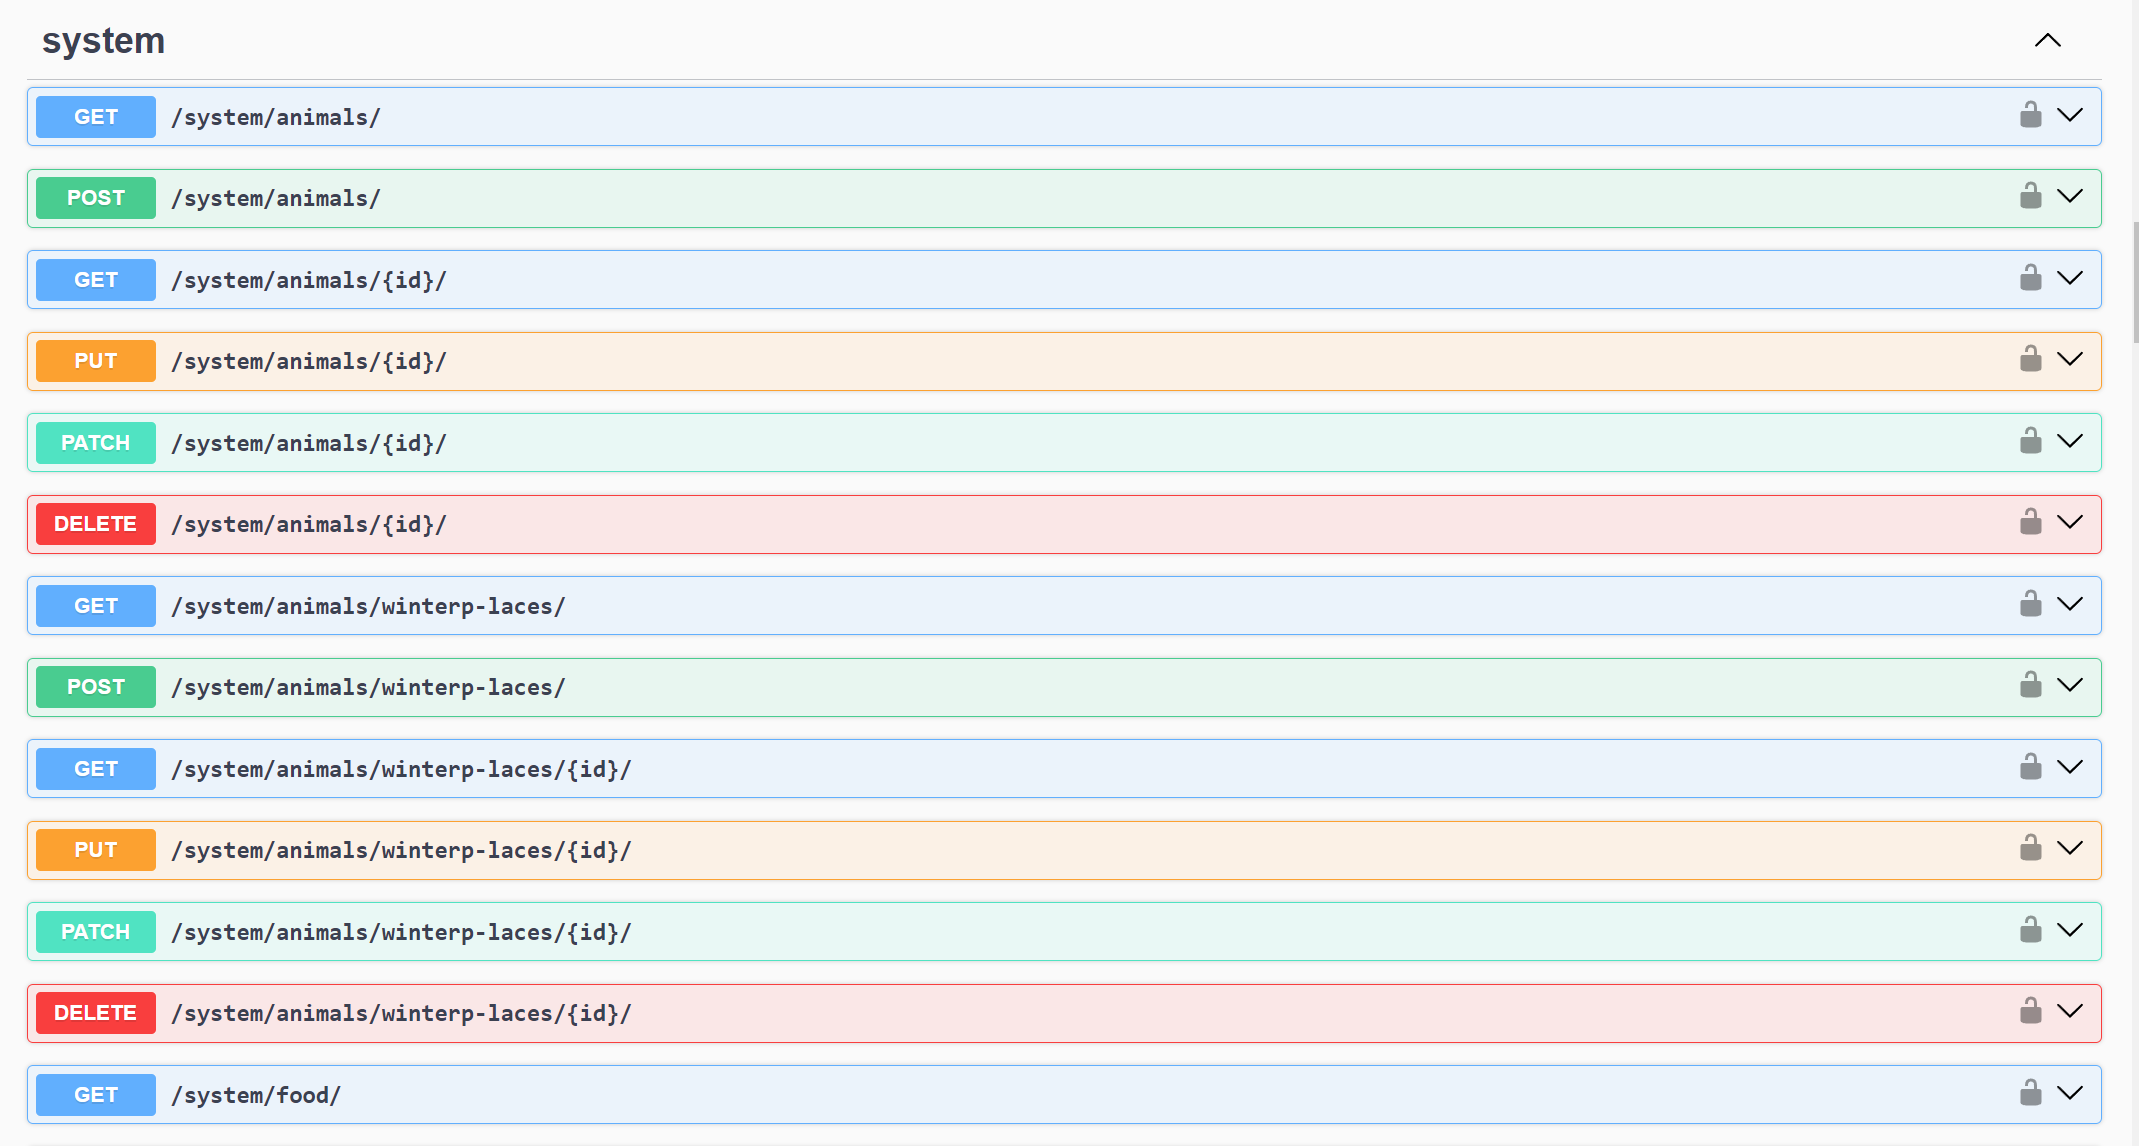 system
GET /system/animals/
POST /system/animals/
GET /system/animals/{id}/
PUT /system/animals/{id}/
PATCH /system/animals/{id}/
DELETE /system/animals/{id}/
GET /system/animals/winterp-laces/
POST /system/animals/winterp-laces/
GET /system/animals/winterp-laces/{id}/
PUT /system/animals/winterp-laces/{id}/
PATCH /system/animals/winterp-laces/{id}/
DELETE /system/animals/winterp-laces/{id}/
GET /system/food/